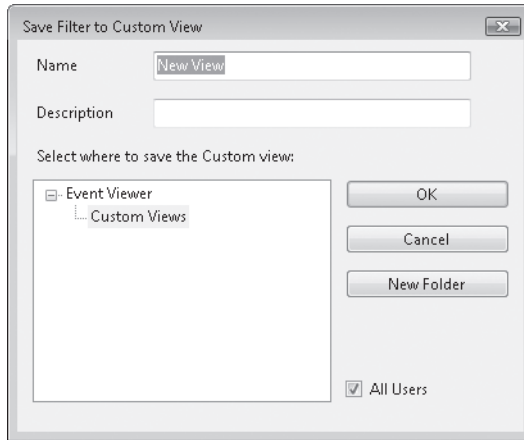 Save Filter to Custom View
Name
New View
Description
Select where to save the Custom view:
Event Viewer
Custom Views
OK
Cancel
New Folder
All Users